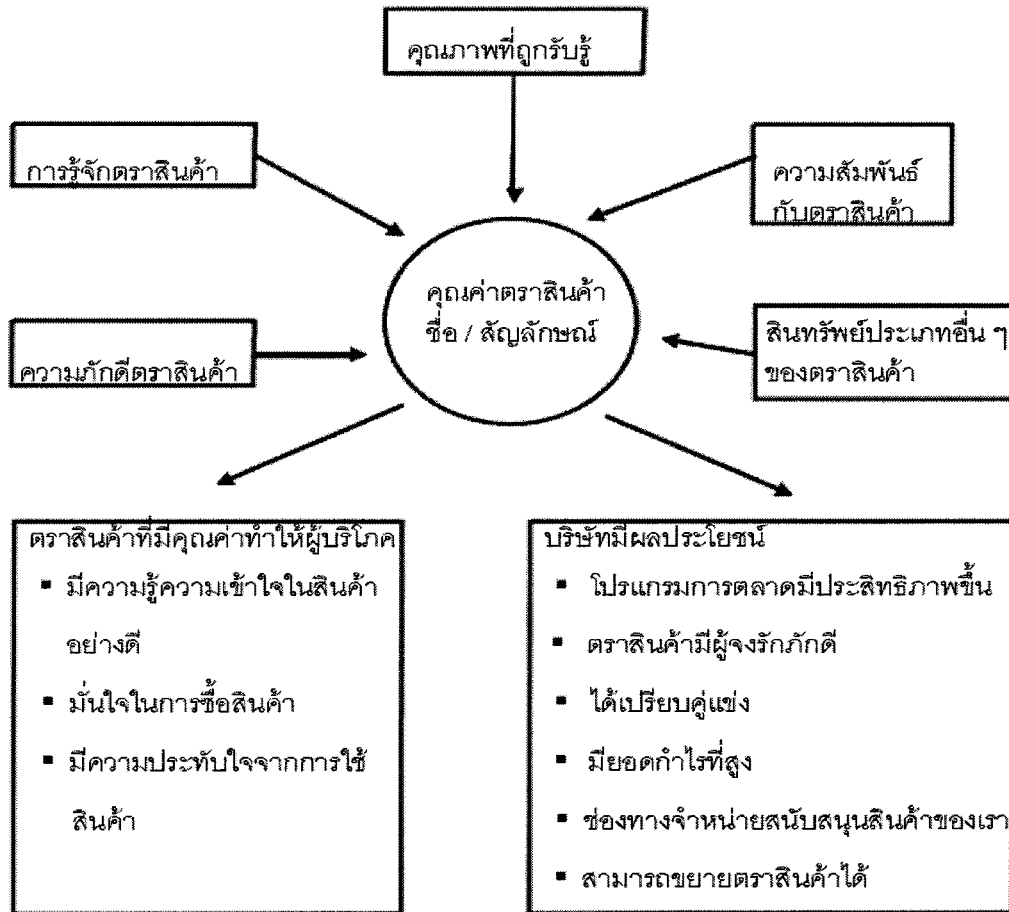 คุณภาพที่ถูกรับรู้
การรู้จักตราสินค้า
ความสัมพันธ์
กับตราสินค้า
คุณค่าตราสินค้า
ชื่อ / สัญลักษณ์
ความภักดีตราสินค้า
สินทรัพย์ประเภทอื่น ๆ
ของตราสินค้า
ตราสินค้าที่มีคุณค่าทำให้ผู้บริโภค
▪ มีความรู้ความเข้าใจในสินค้า
อย่างดี
▪ มั่นใจในการซื้อสินค้า
▪ มีความประทับใจจากการใช้
สินค้า
บริษัทมีผลประโยชน์
▪ โปรแกรมการตลาดมีประสิทธิภาพขึ้น
▪ ตราสินค้ามีผู้จงรักภักดี
▪ ได้เปรียบคู่แข่ง
▪ มียอดกำไรที่สูง
▪ ช่องทางจำหน่ายสนับสนุนสินค้าของเรา
▪ สามารถขยายตราสินค้าได้